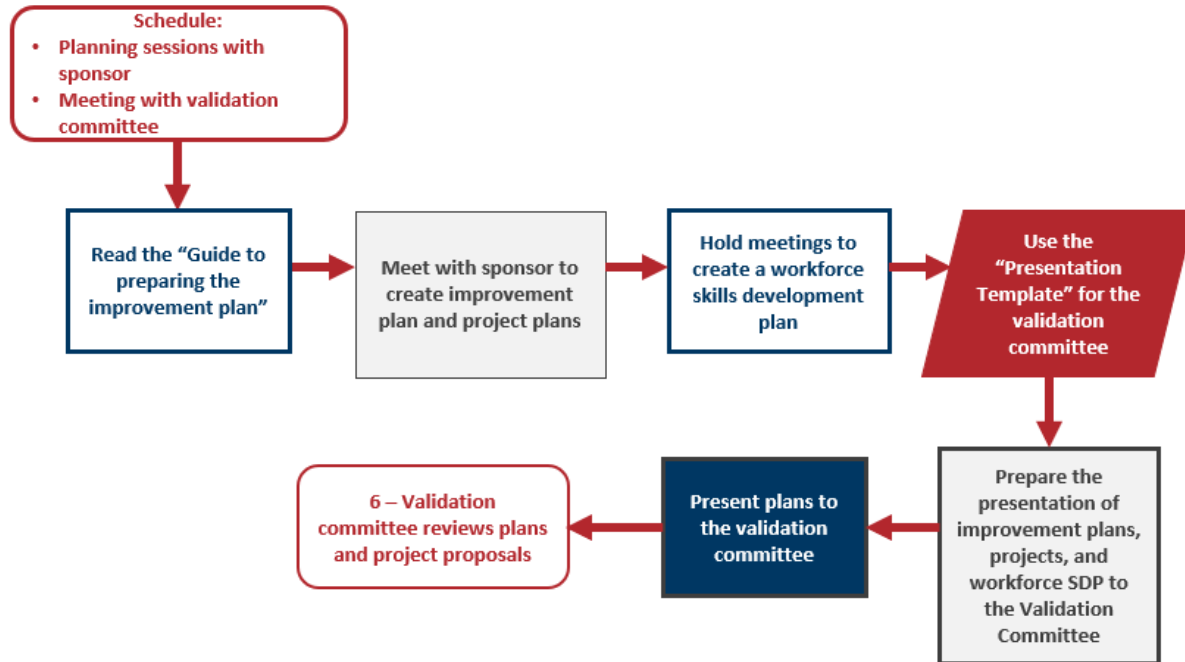 Schedule:
• Planning sessions with
sponsor
• Meeting with validation
committee
Read the “Guide to
preparing the
improvement plan”
Meet with sponsor to
create improvement
plan and project plans
Hold meetings to
create a workforce
skills development
plan
Use the
“Presentation
Template” for the
validation
committee
Prepare the
presentation of
improvement plans,
projects, and
workforce SDP to
the Validation
Committee
Present plans to
the validation
committee
6 – Validation
committee reviews plans
and project proposals